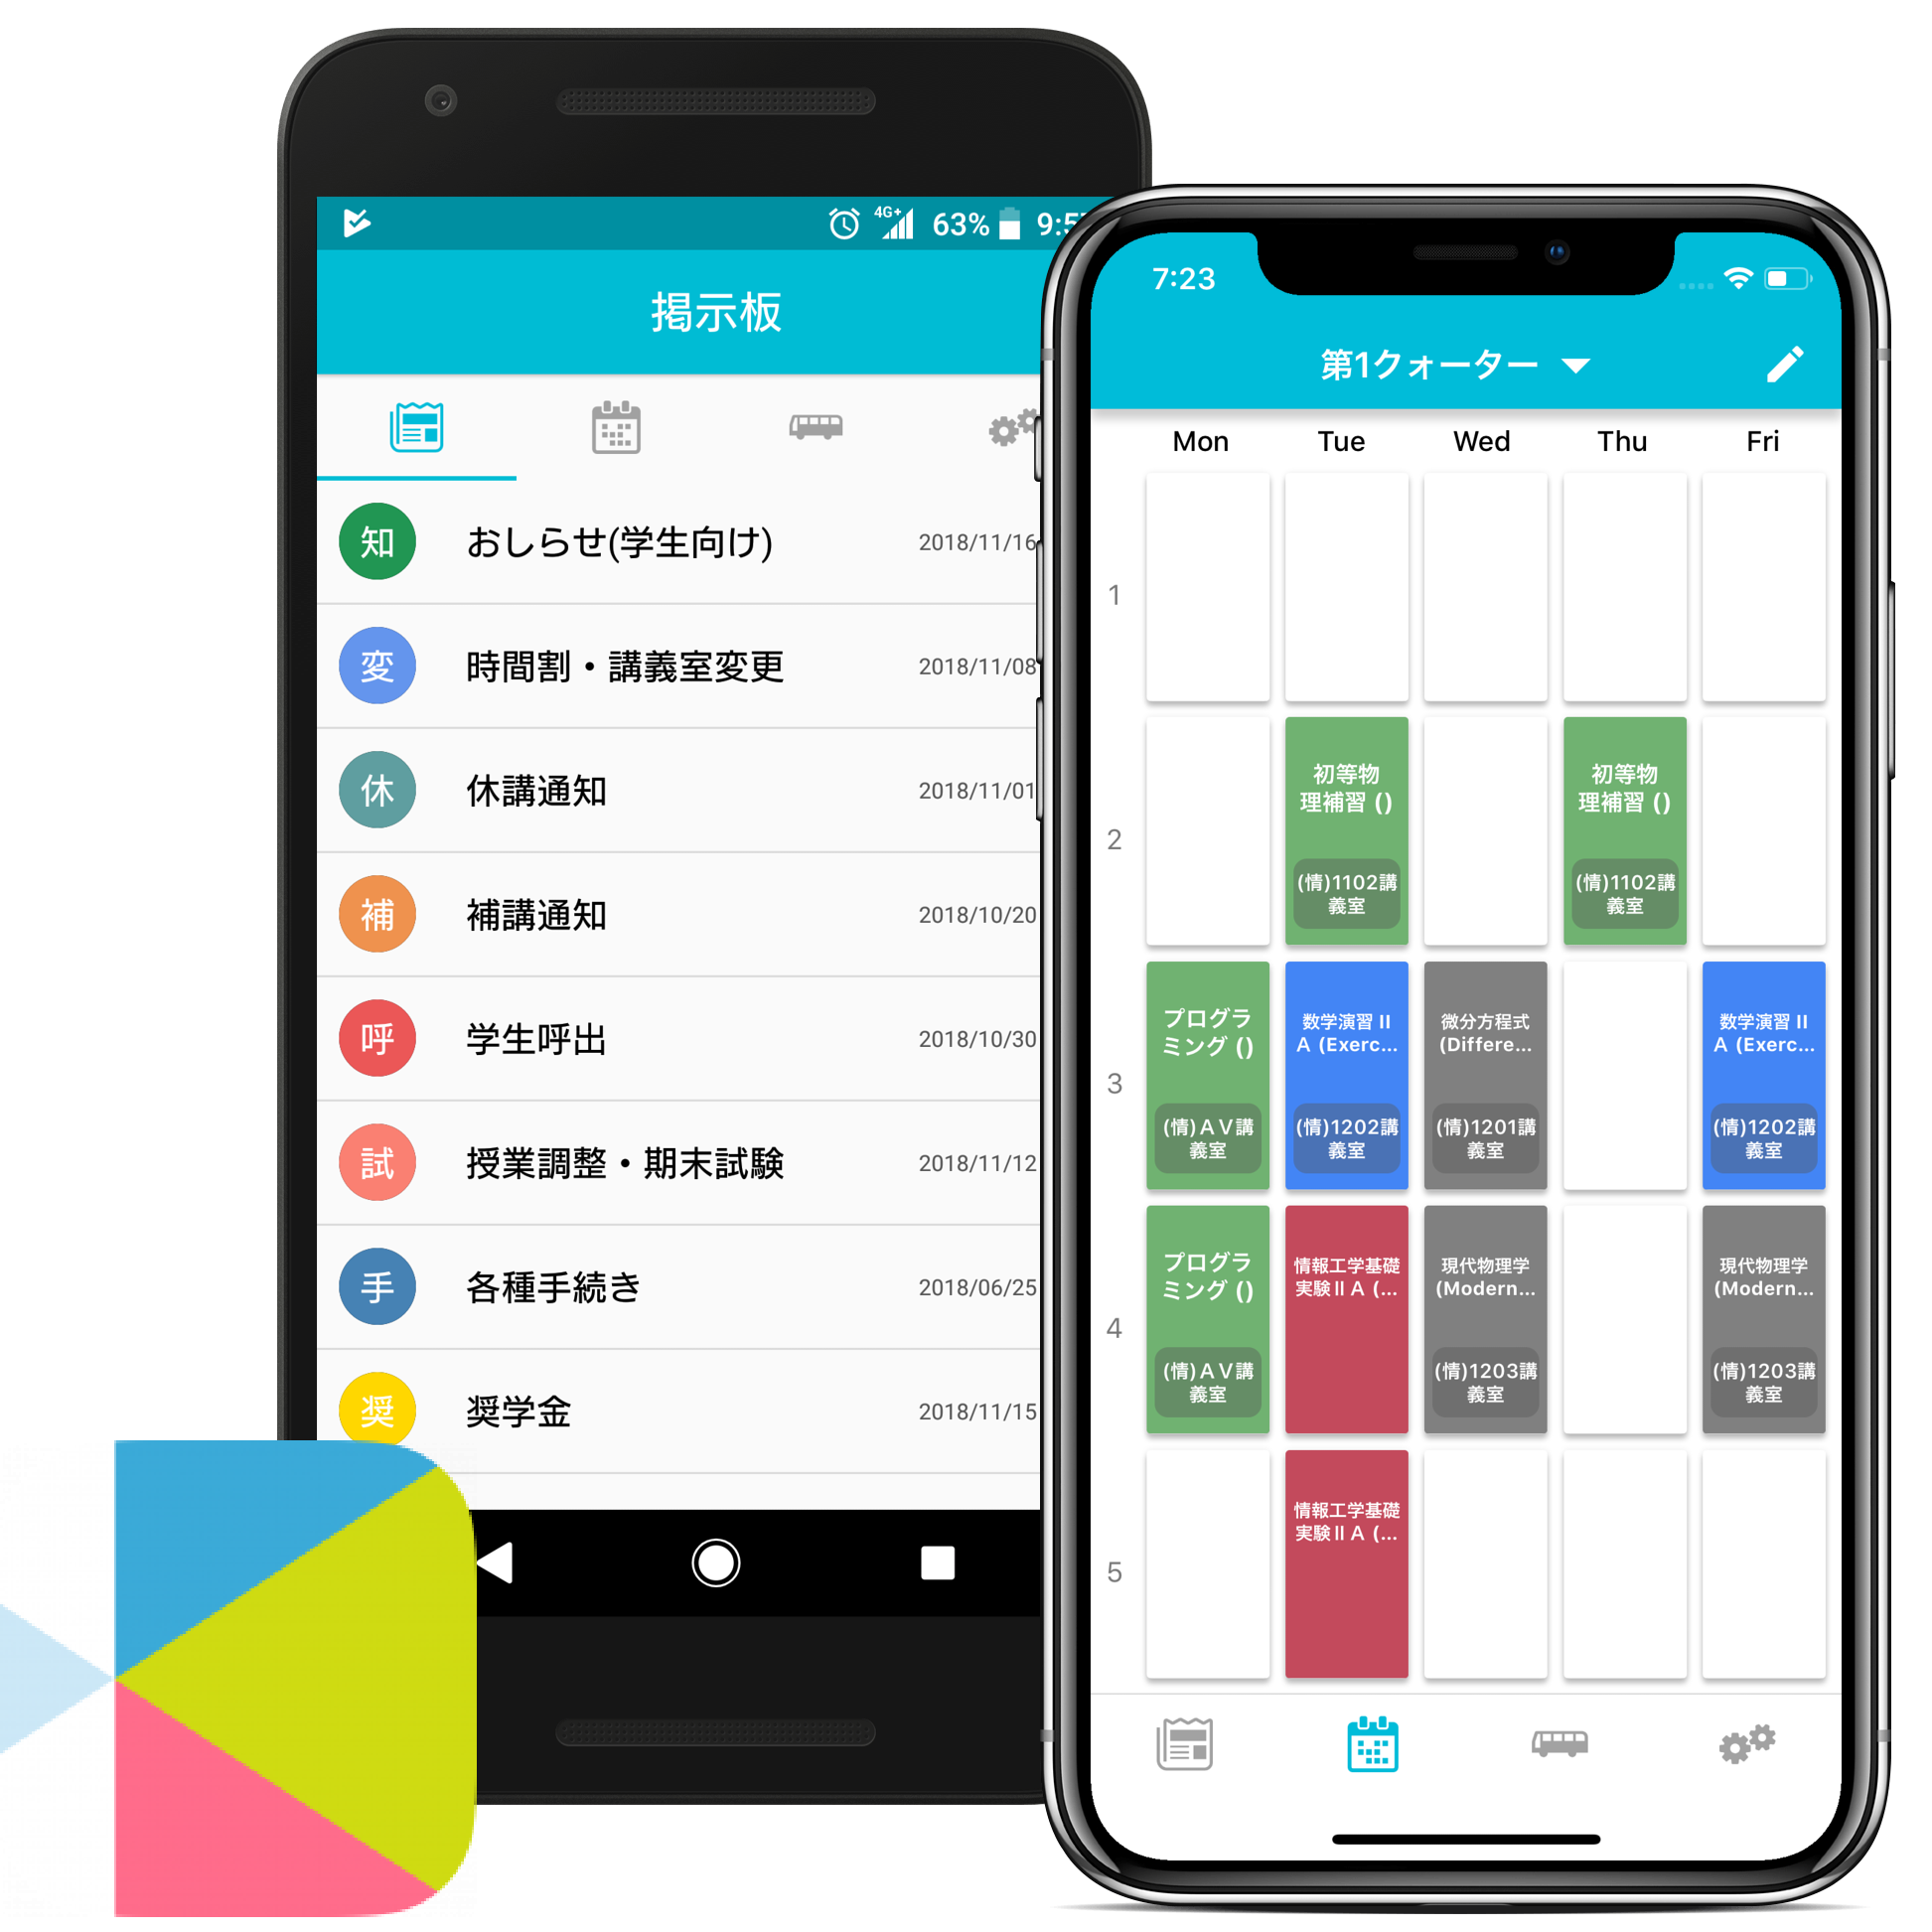 4G+ 63% 9:5
掲示板
知 おしらせ(学生向け) 2018/11/16
変 時間割・講義室変更 2018/11/08
休 休講通知 2018/11/01
補 補講通知 2018/10/20
呼 学生呼出 2018/10/30
試 授業調整・期末試験 2018/11/12
手 各種手続き 2018/06/25
奨 奨学金 2018/11/15
7:23
第1クォーター
Mon Tue Wed Thu Fri
1
2
初等物
理補習 ()
(情)1102講
義室
初等物
理補習 ()
(情)1102講
義室
3
プログラ
ミング ()
(情)ＡＶ講
義室
数学演習 II
A (Exerc...
(情)1202講
義室
微分方程式
(Differe...
(情)1201講
義室
数学演習 II
A (Exerc...
(情)1202講
義室
4
プログラ
ミング ()
(情)ＡＶ講
義室
情報工学基礎
実験ⅡＡ (...
現代物理学
(Modern...
(情)1203講
義室
現代物理学
(Modern...
(情)1203講
義室
5
情報工学基礎
実験ⅡＡ (...